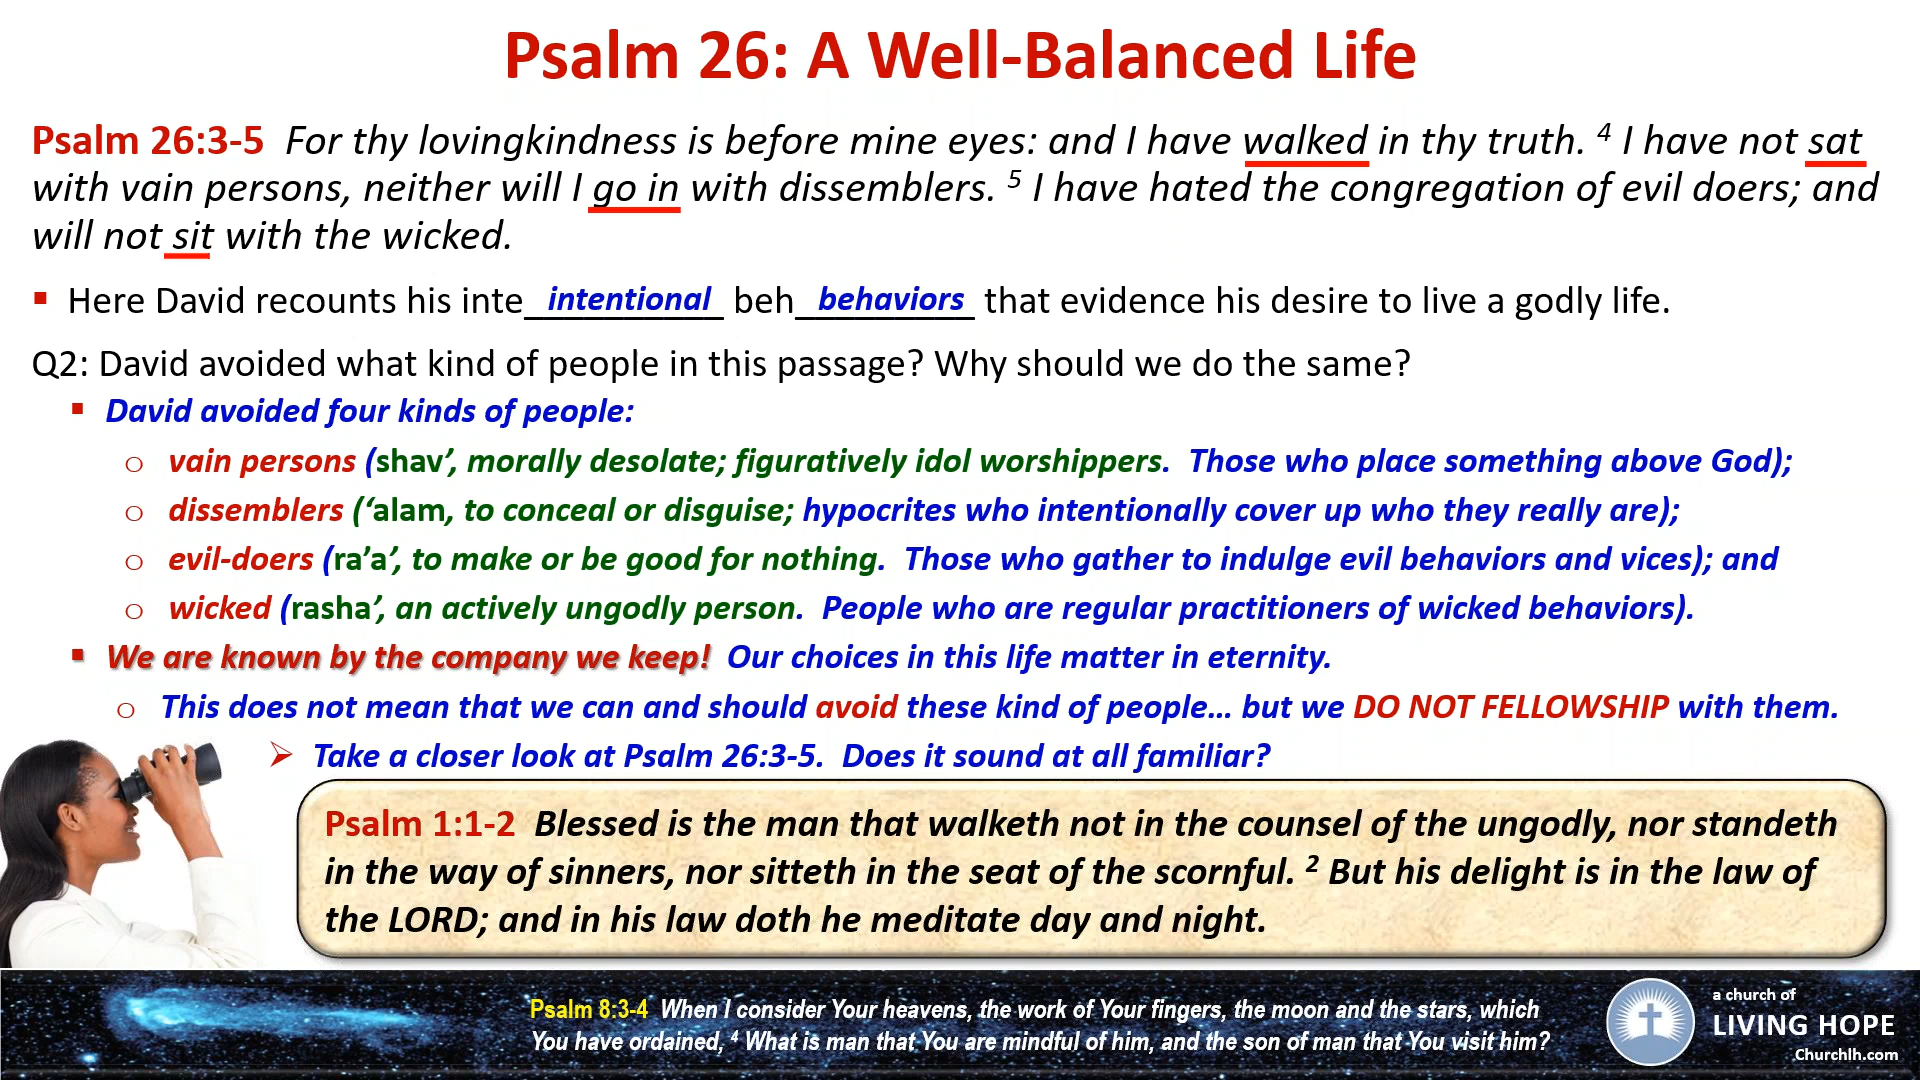 Psalm 26: A Well-Balanced Life
Psalm 26:3-5 For thy lovingkindness is before mine eyes: and I have walked in thy truth. 4 I have not sat
with vain persons, neither will I go in with dissemblers. 5 I have hated the congregation of evil doers; and
will not sit with the wicked.
▪ Here David recounts his inte intentional beh behaviors that evidence his desire to live a godly life.
Q2: David avoided what kind of people in this passage? Why should we do the same?
▪ David avoided four kinds of people:
o vain persons (shav’, morally desolate; figuratively idol worshippers. Those who place something above God);
o dissemblers (‘alam, to conceal or disguise; hypocrites who intentionally cover up who they really are);
o evil-doers (ra’a’, to make or be good for nothing. Those who gather to indulge evil behaviors and vices); and
o wicked (rasha’, an actively ungodly person. People who are regular practitioners of wicked behaviors).
▪ We are known by the company we keep! Our choices in this life matter in eternity.
o This does not mean that we can and should avoid these kind of people... but we DO NOT FELLOWSHIP with them.
➢ Take a closer look at Psalm 26:3-5. Does it sound at all familiar?
Psalm 1:1-2 Blessed is the man that walketh not in the counsel of the ungodly, nor standeth
in the way of sinners, nor sitteth in the seat of the scornful. 2 But his delight is in the law of
the LORD; and in his law doth he meditate day and night.
Psalm 8:3-4 When I consider Your heavens, the work of Your fingers, the moon and the stars, which
You have ordained, 4 What is man that You are mindful of him, and the son of man that You visit him?
a church of
LIVING HOPE
Churchlh.com